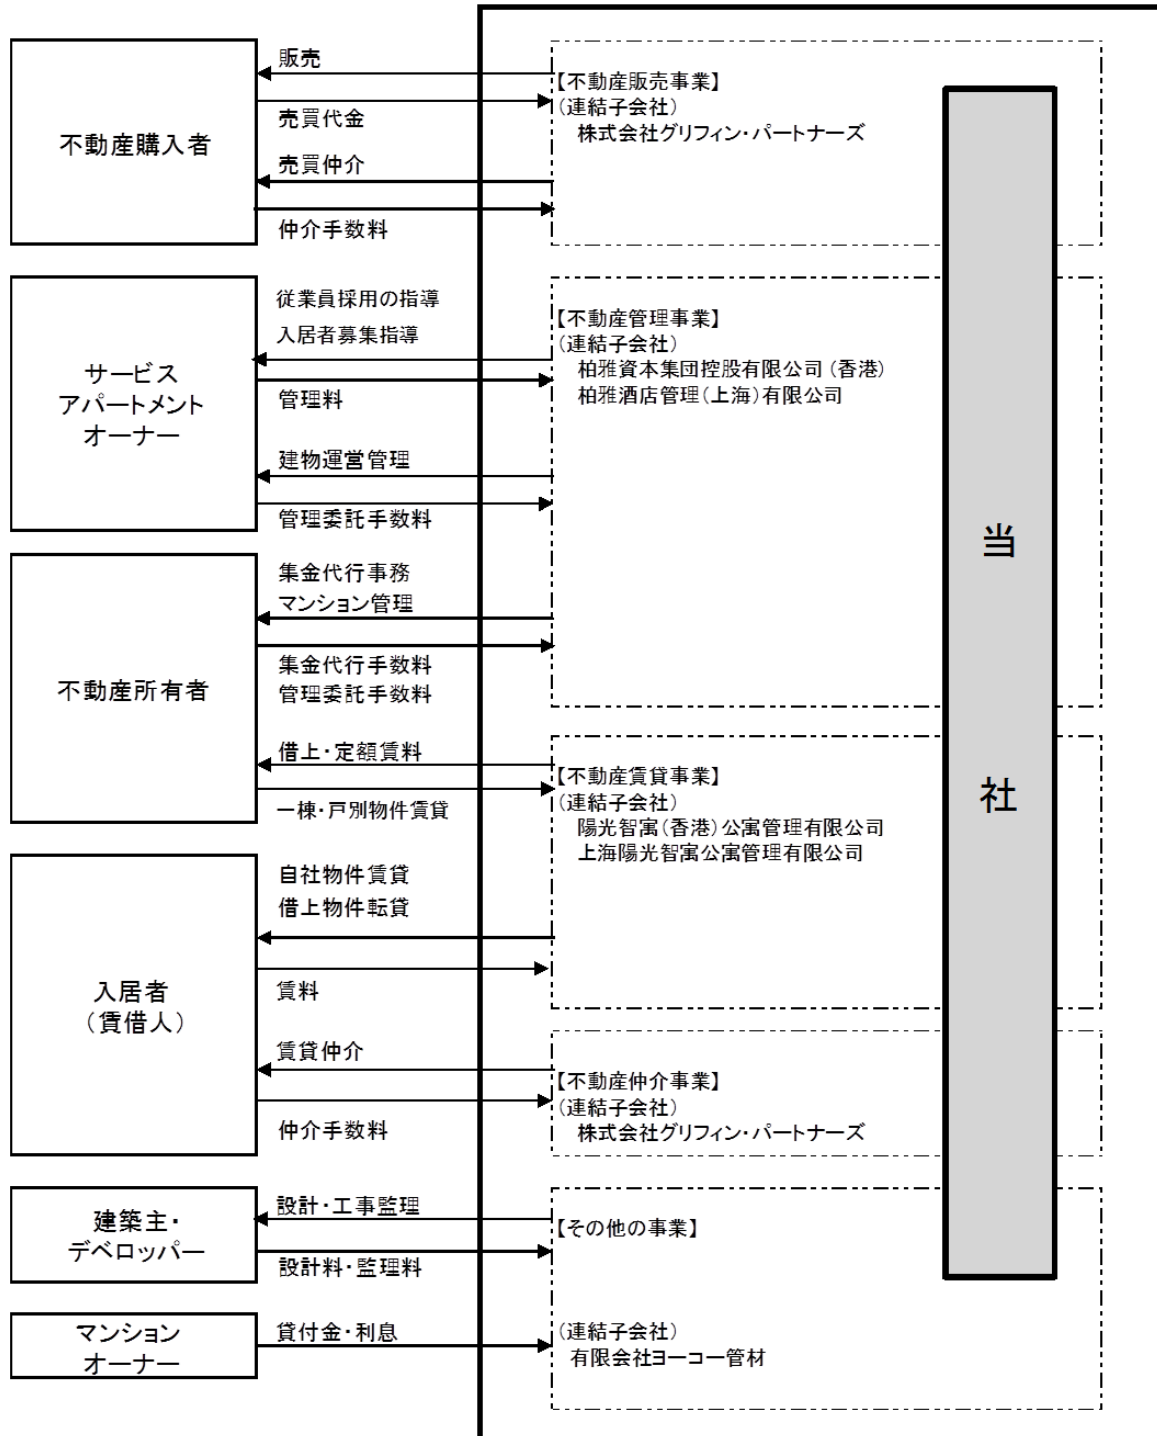 不動産購入者
販売
売買代金
売買仲介
仲介手数料
【不動産販売事業】
(連結子会社)
株式会社グリフィン・パートナーズ
サービス
アパートメント
オーナー
従業員採用の指導
入居者募集指導
管理料
建物運営管理
管理委託手数料
【不動産管理事業】
(連結子会社)
柏雅資本集団控股有限公司(香港)
柏雅酒店管理(上海)有限公司
不動産所有者
集金代行事務
マンション管理
集金代行手数料
管理委託手数料
借上・定額賃料
一棟・戸別物件賃貸
【不動産賃貸事業】
(連結子会社)
陽光智寓(香港)公寓管理有限公司
上海陽光智寓公寓管理有限公司
入居者
(賃借人)
自社物件賃貸
借上物件転貸
賃料
賃貸仲介
仲介手数料
【不動産仲介事業】
(連結子会社)
株式会社グリフィン・パートナーズ
建築主・
デベロッパー
設計・工事監理
設計料・監理料
【その他の事業】
マンション
オーナー
貸付金・利息
(連結子会社)
有限会社ヨーコー管材
当
社